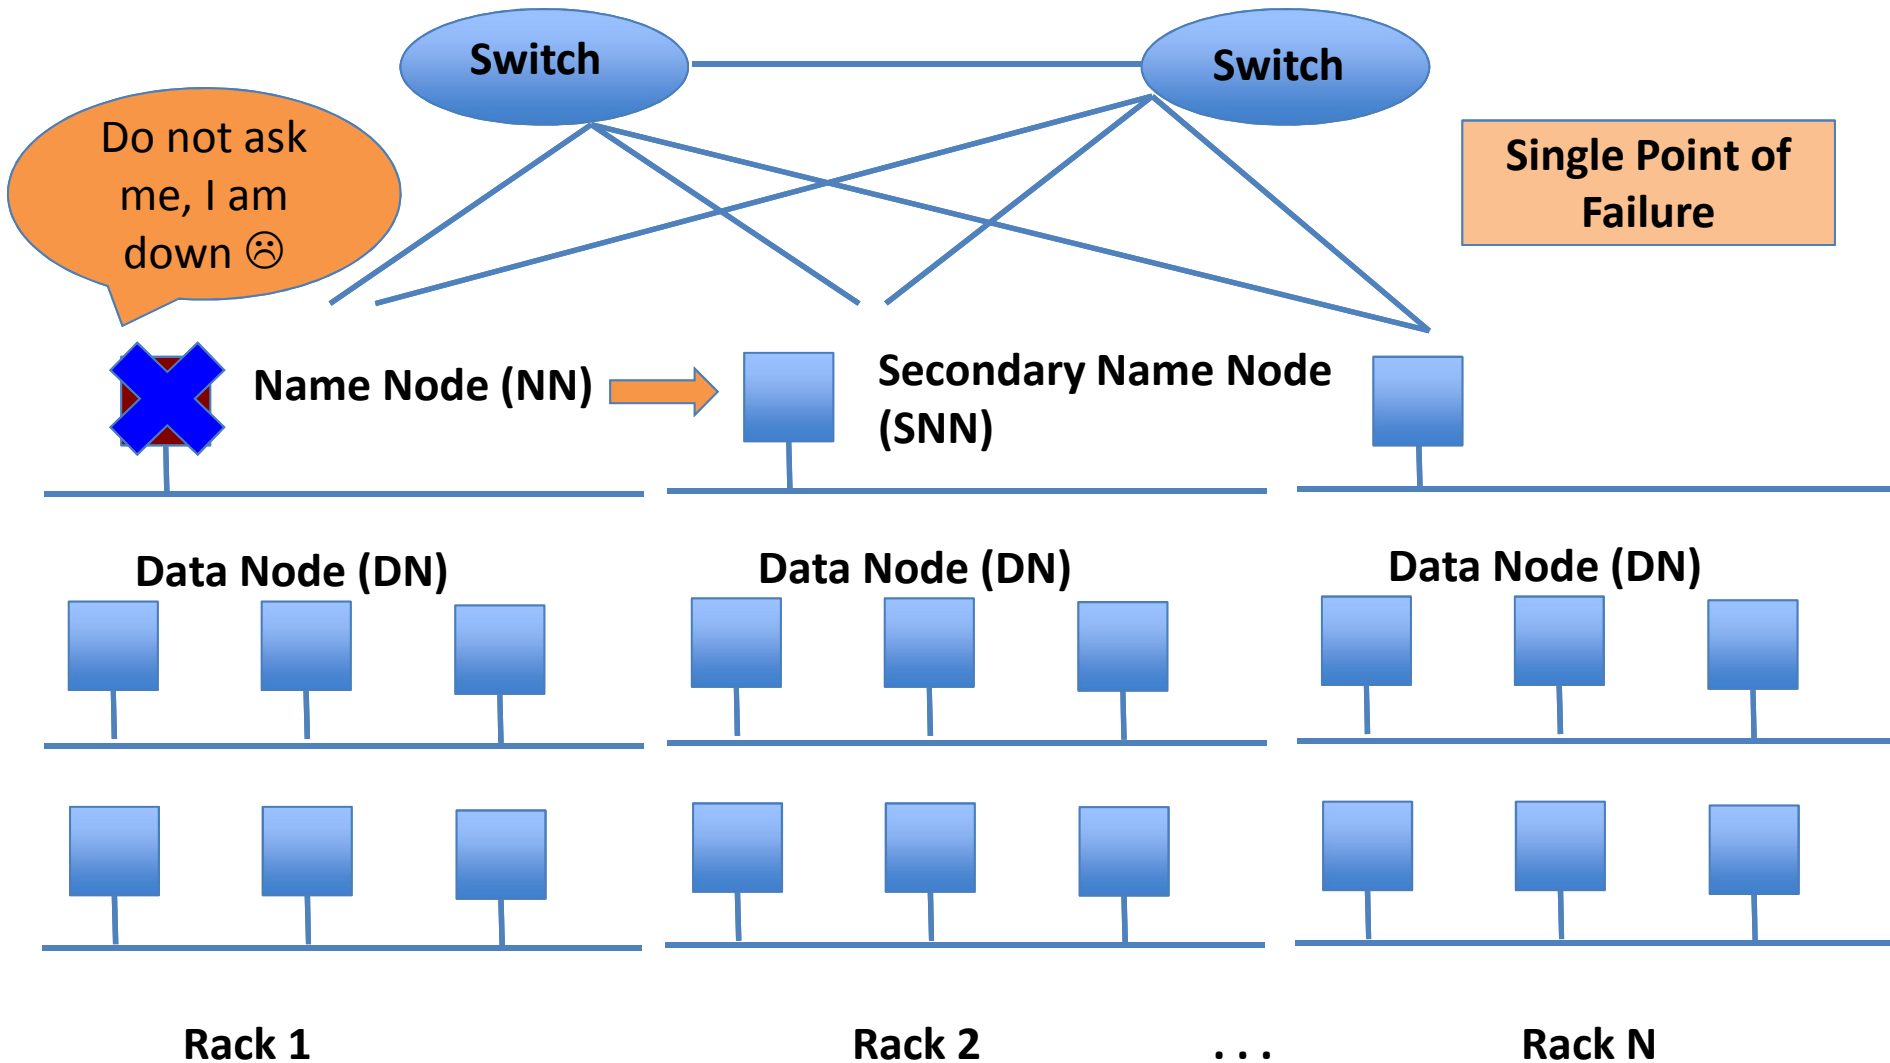 Switch
Switch
Do not ask
me, I am
down ☹
Single Point of
Failure
Name Node (NN)
Secondary Name Node
(SNN)
Data Node (DN)
Data Node (DN)
Data Node (DN)
Rack 1
Rack 2
. . .
Rack N